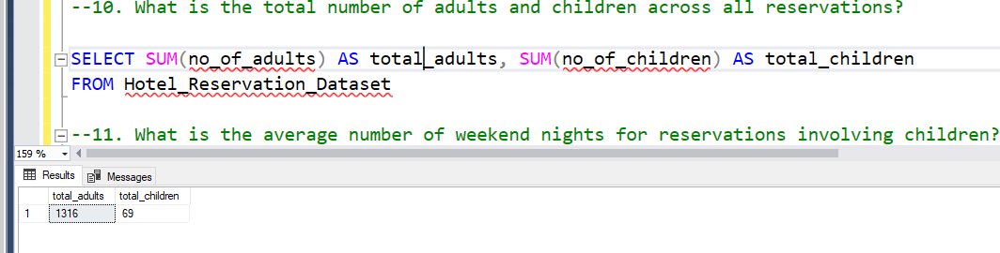 --10. What is the total number of adults and children across all reservations?
SELECT SUM(no_of_adults) AS total_adults, SUM(no_of_children) AS total_children
FROM Hotel_Reservation_Dataset
--11. What is the average number of weekend nights for reservations involving children?
159 %
Results Messages
total_adults total_children
1 1316 69